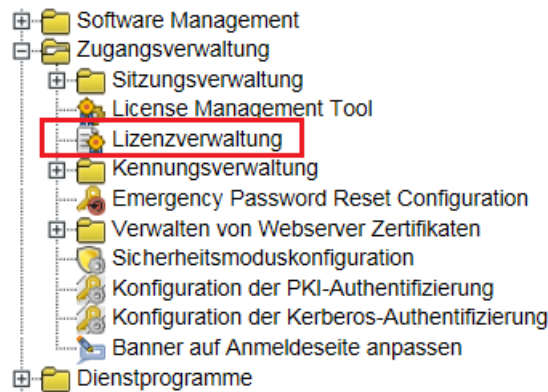 Software Management
Zugangsverwaltung
Sitzungsverwaltung
License Management Tool
Lizenzverwaltung
Kennungsverwaltung
Emergency Password Reset Configuration
Verwalten von Webserver Zertifikaten
Sicherheitsmoduskonfiguration
Konfiguration der PKI-Authentifizierung
Konfiguration der Kerberos-Authentifizierung
Banner auf Anmeldeseite anpassen
Dienstprogramme